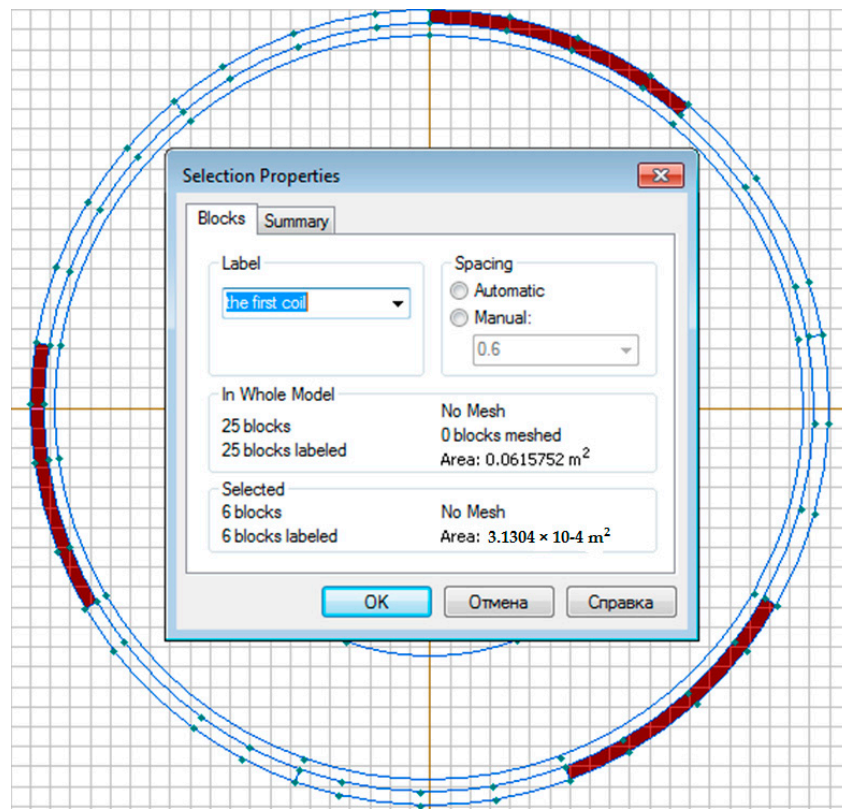 Selection Properties
Blocks Summary
Label
the first coil
Spacing
Automatic
Manual:
0.6
In Whole Model
25 blocks
25 blocks labeled
No Mesh
0 blocks meshed
Area: 0.0615752 m²
Selected
6 blocks
6 blocks labeled
No Mesh
Area: 3.1304 × 10-4 m²
OK Отмена Справка